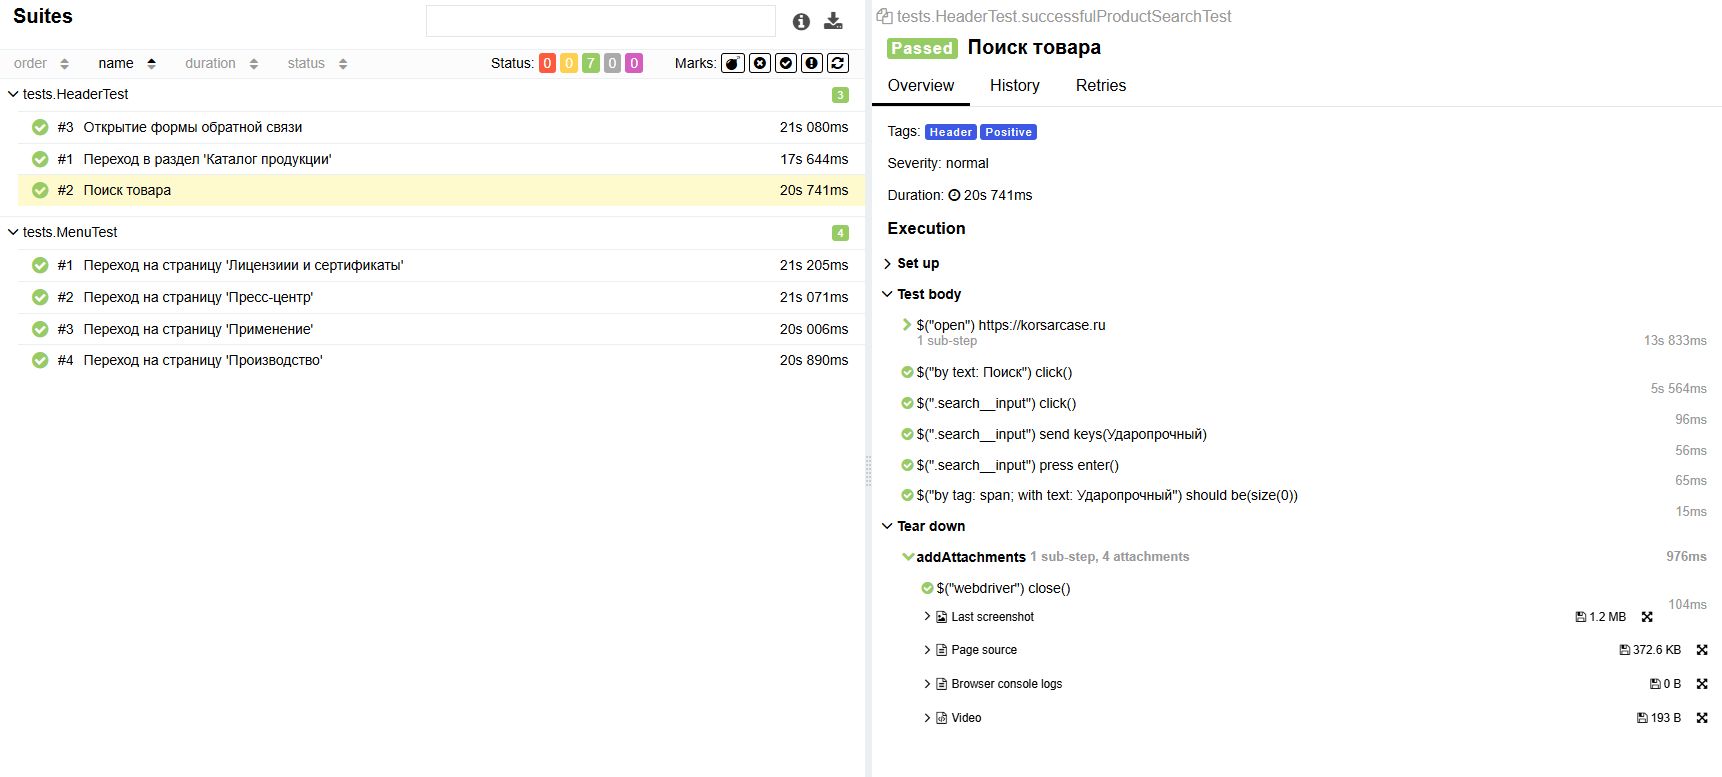 Suites
order name duration status Status: 0 0 7 0 0 Marks:
tests.HeaderTest 3
#3 Открытие формы обратной связи 21s 080ms
#1 Переход в раздел 'Каталог продукции' 17s 644ms
#2 Поиск товара 20s 741ms
tests.MenuTest 4
#1 Переход на страницу 'Лицензиии и сертификаты' 21s 205ms
#2 Переход на страницу 'Пресс-центр' 21s 071ms
#3 Переход на страницу 'Применение' 20s 006ms
#4 Переход на страницу 'Производство' 20s 890ms
tests.HeaderTest.successfulProductSearchTest
Passed Поиск товара
Overview History Retries
Tags: Header Positive
Severity: normal
Duration: 20s 741ms
Execution
Set up
Test body
$("open") https://korsarcase.ru
1 sub-step 13s 833ms
$("by text: Поиск") click()
5s 564ms
$(".search__input") click()
96ms
$(".search__input") send keys(Ударопрочный)
56ms
$(".search__input") press enter()
65ms
$("by tag: span; with text: Ударопрочный") should be(size(0))
15ms
Tear down
addAttachments 1 sub-step, 4 attachments 976ms
$("webdriver") close()
104ms
Last screenshot 1.2 MB
Page source 372.6 KB
Browser console logs 0 B
Video 193 B